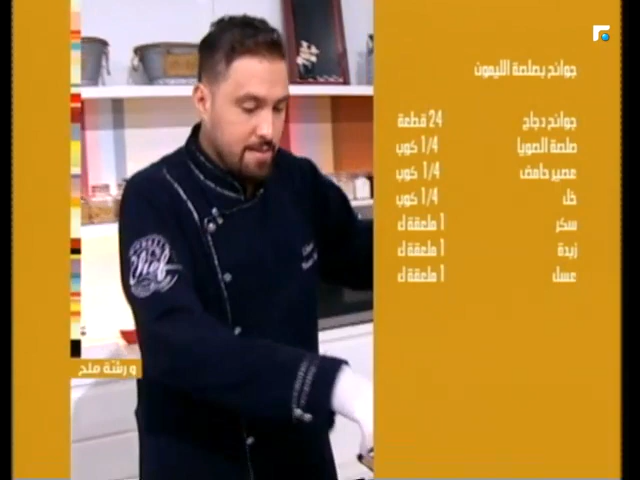 جوانح بصلصة الليمون
جوانح دجاج 24 قطعة
صلصة الصويا 1/4 كوب
عصير حامض 1/4 كوب
خل 1/4 كوب
سكر 1 ملعقة ك
زبدة 1 ملعقة ك
عسل 1 ملعقة ك
ورشة ملح
Chef